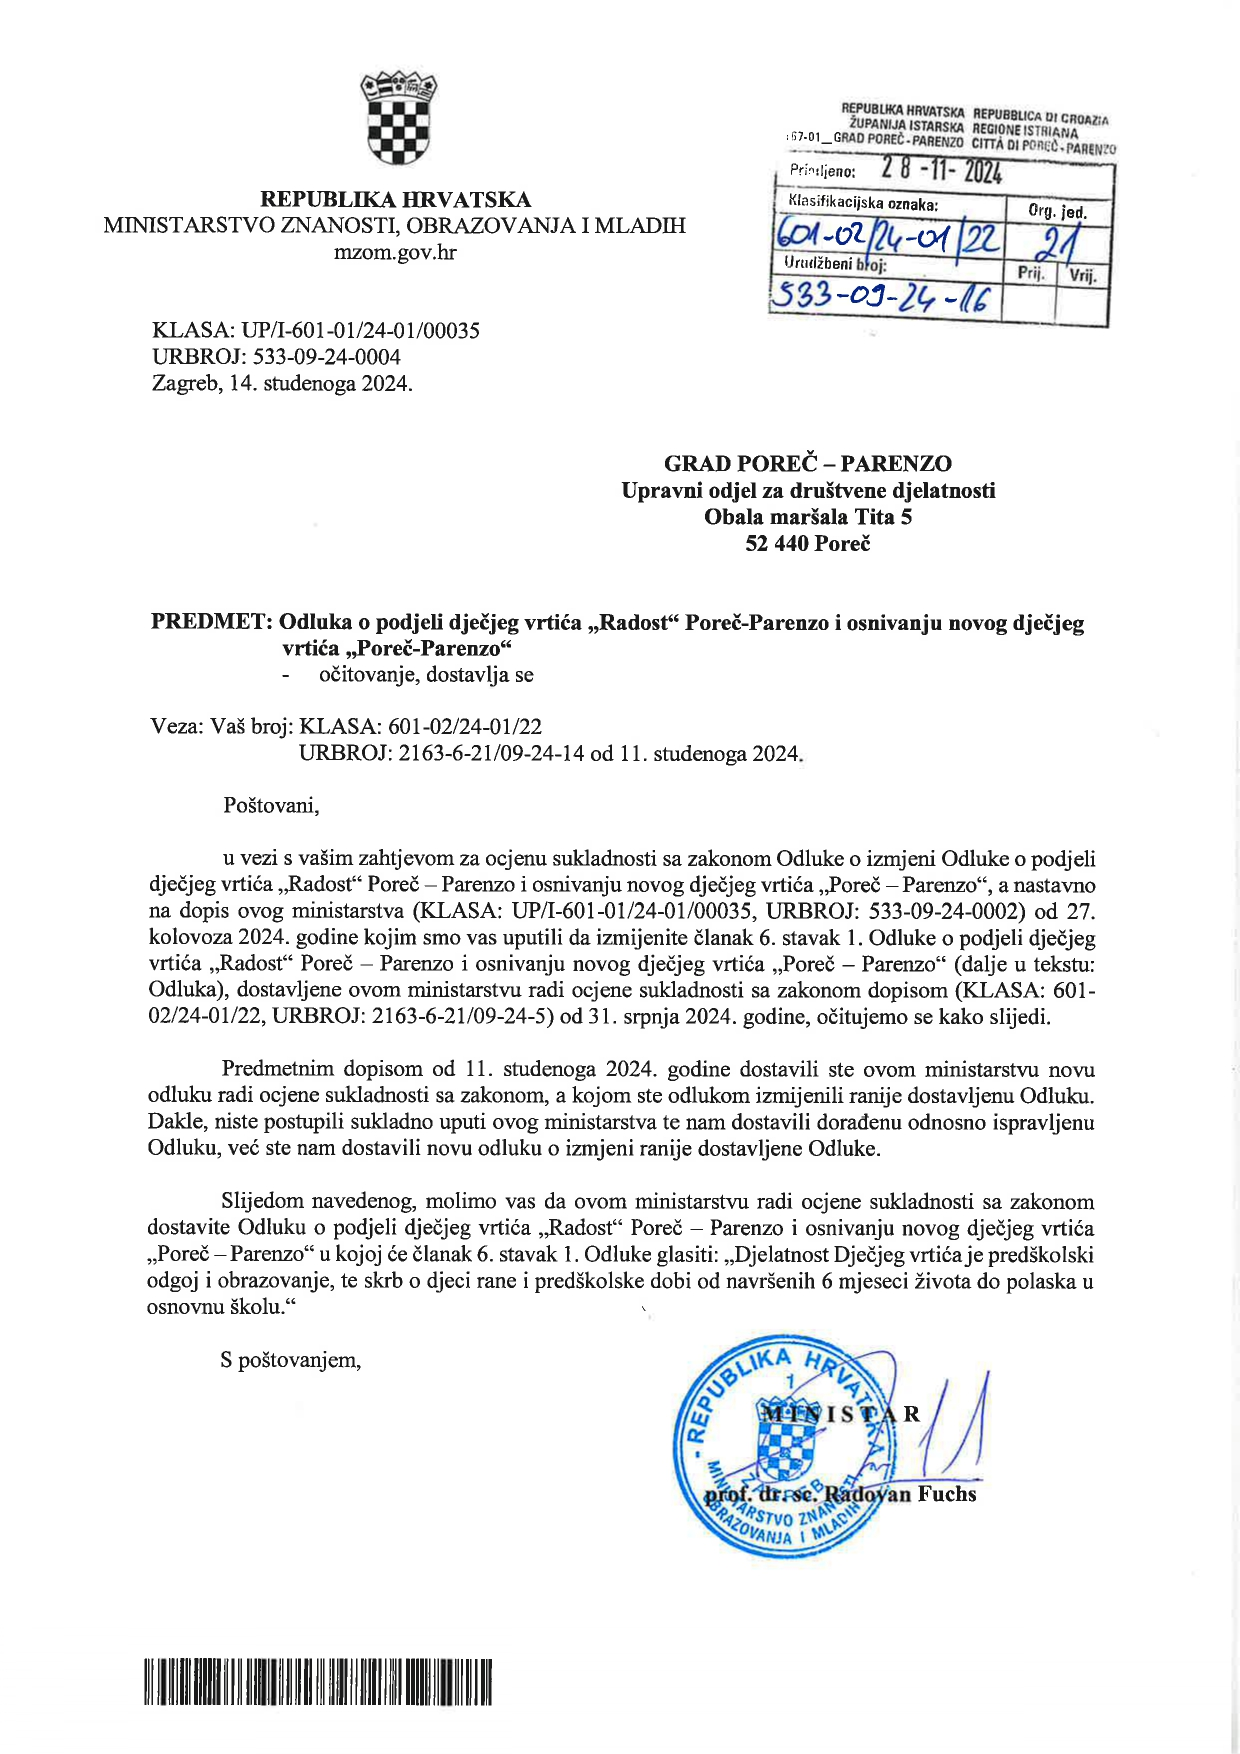 REPUBLIKA HRVATSKA
MINISTARSTVO ZNANOSTI, OBRAZOVANJA I MLADIH
mzom.gov.hr
REPUBLIKA HRVATSKA REPUBBLICA DI CROAZIA
ŽUPANIJA ISTARSKA REGIONE ISTRIANA
67-01_GRAD POREČ-PARENZO CITTÀ DI POREČ-PARENZO
Primljeno: 28-11-2024
Klasifikacijska oznaka: Org. jed.
601-02/24-01/22 21
Urudžbeni broj: Prij. Vrij.
533-09-24-16
KLASA: UP/I-601-01/24-01/00035
URBROJ: 533-09-24-0004
Zagreb, 14. studenoga 2024.
GRAD POREČ – PARENZO
Upravni odjel za društvene djelatnosti
Obala maršala Tita 5
52 440 Poreč
PREDMET: Odluka o podjeli dječjeg vrtića „Radost“ Poreč-Parenzo i osnivanju novog dječjeg
vrtića „Poreč-Parenzo“
- očitovanje, dostavlja se
Veza: Vaš broj: KLASA: 601-02/24-01/22
URBROJ: 2163-6-21/09-24-14 od 11. studenoga 2024.
Poštovani,
u vezi s vašim zahtjevom za ocjenu sukladnosti sa zakonom Odluke o izmjeni Odluke o podjeli
dječjeg vrtića „Radost“ Poreč – Parenzo i osnivanju novog dječjeg vrtića „Poreč – Parenzo“, a nastavno
na dopis ovog ministarstva (KLASA: UP/I-601-01/24-01/00035, URBROJ: 533-09-24-0002) od 27.
kolovoza 2024. godine kojim smo vas uputili da izmijenite članak 6. stavak 1. Odluke o podjeli dječjeg
vrtića „Radost“ Poreč – Parenzo i osnivanju novog dječjeg vrtića „Poreč – Parenzo“ (dalje u tekstu:
Odluka), dostavljene ovom ministarstvu radi ocjene sukladnosti sa zakonom dopisom (KLASA: 601-
02/24-01/22, URBROJ: 2163-6-21/09-24-5) od 31. srpnja 2024. godine, očitujemo se kako slijedi.
Predmetnim dopisom od 11. studenoga 2024. godine dostavili ste ovom ministarstvu novu
odluku radi ocjene sukladnosti sa zakonom, a kojom ste odlukom izmijenili ranije dostavljenu Odluku.
Dakle, niste postupili sukladno uputi ovog ministarstva te nam dostavili dorađenu odnosno ispravljenu
Odluku, već ste nam dostavili novu odluku o izmjeni ranije dostavljene Odluke.
Slijedom navedenog, molimo vas da ovom ministarstvu radi ocjene sukladnosti sa zakonom
dostavite Odluku o podjeli dječjeg vrtića „Radost“ Poreč – Parenzo i osnivanju novog dječjeg vrtića
„Poreč – Parenzo“ u kojoj će članak 6. stavak 1. Odluke glasiti: „Djelatnost Dječjeg vrtića je predškolski
odgoj i obrazovanje, te skrb o djeci rane i predškolske dobi od navršenih 6 mjeseci života do polaska u
osnovnu školu.“
S poštovanjem,
REPUBLIKA HRVATSKA
1
MINISTAR
ZAGREB
prof. dr. sc. Radovan Fuchs
MINISTARSTVO ZNANOSTI,
OBRAZOVANJA I MLADIH